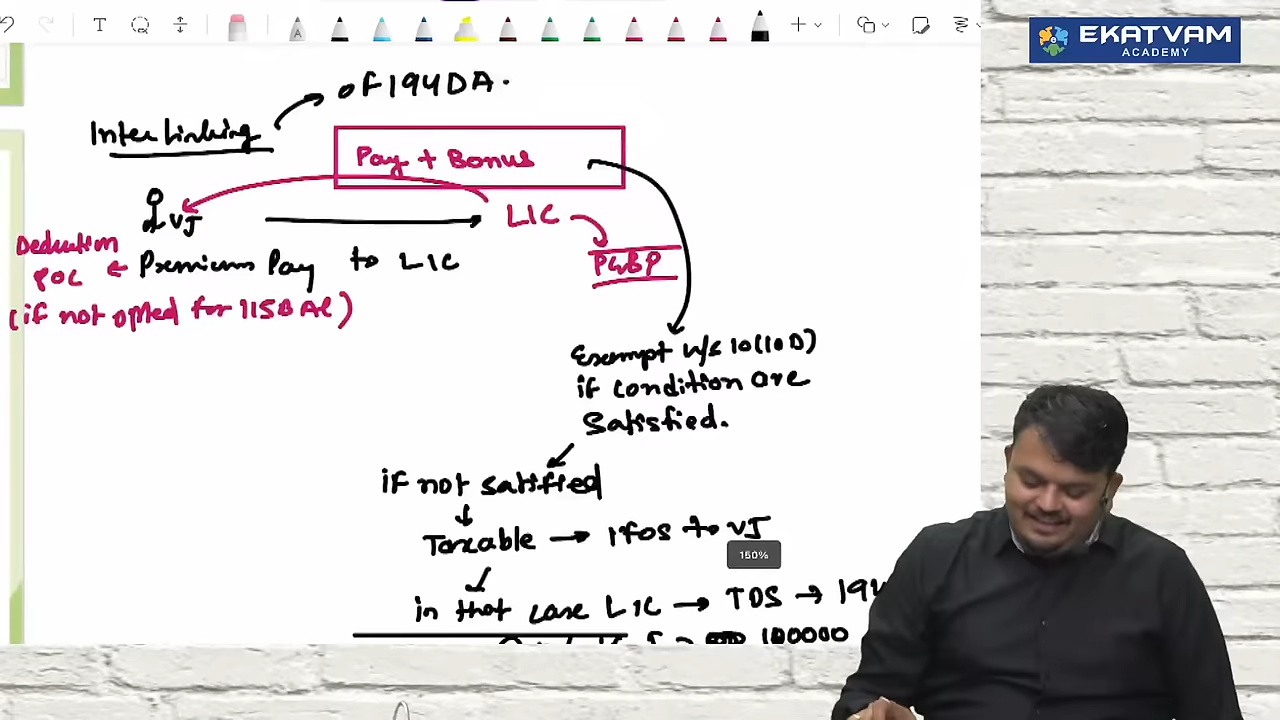 T
A
EKATVAM
ACADEMY
of 194DA.
Inter linking
Pay + Bonus
VJ
LIC
Deduction
POC ← Premium Pay to LIC
PGBP
(if not opted for 115BAC)
Exempt u/s 10(10D)
if condition are
Satisfied.
if not satisfied
Taxable → IFOS to VJ
150%
in that case LIC → TDS → 194
100000